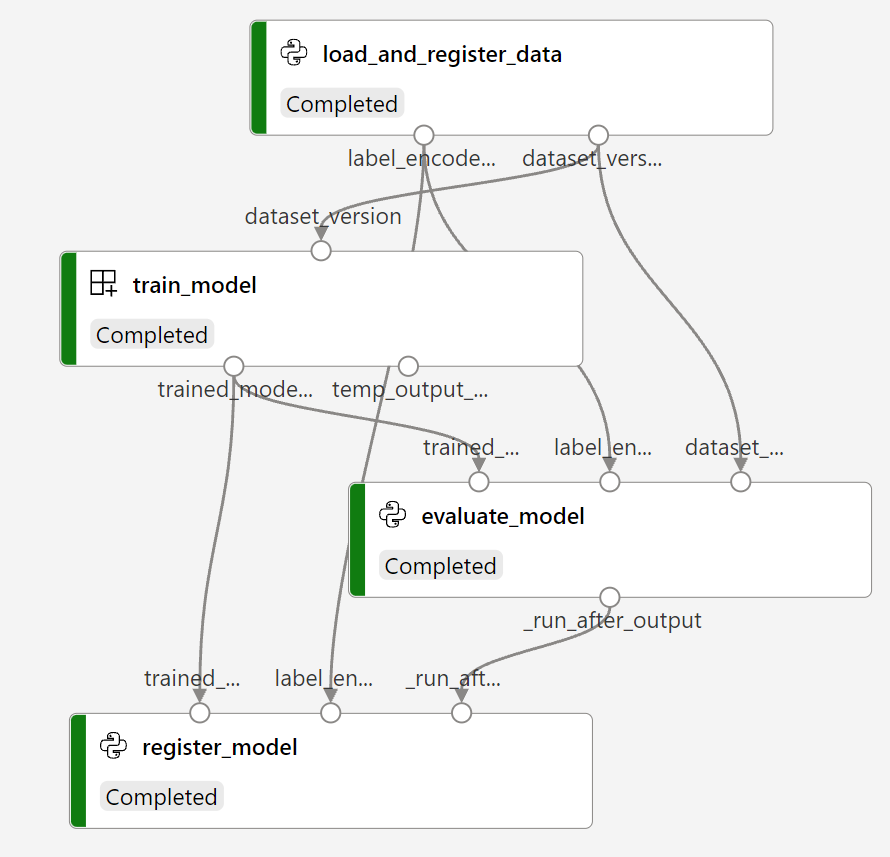 load_and_register_data
Completed
label_encode... dataset_vers...
dataset_version
train_model
Completed
trained_mode... temp_output_...
trained_... label_en... dataset_...
evaluate_model
Completed
_run_after_output
trained_... label_en... _run_aft...
register_model
Completed